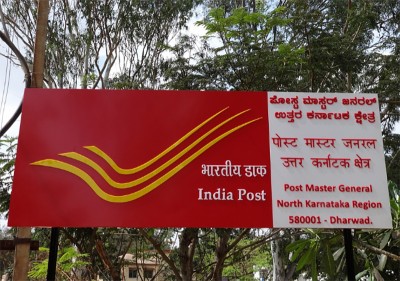 भारतीय डाक
India Post
ಪೋಸ್ಟ್ ಮಾಸ್ಟರ್ ಜನರಲ್
ಉತ್ತರ ಕರ್ನಾಟಕ ಕ್ಷೇತ್ರ
पोस्ट मास्टर जनरल
उत्तर कर्नाटक क्षेत्र
Post Master General
North Karnataka Region
580001 - Dharwad.